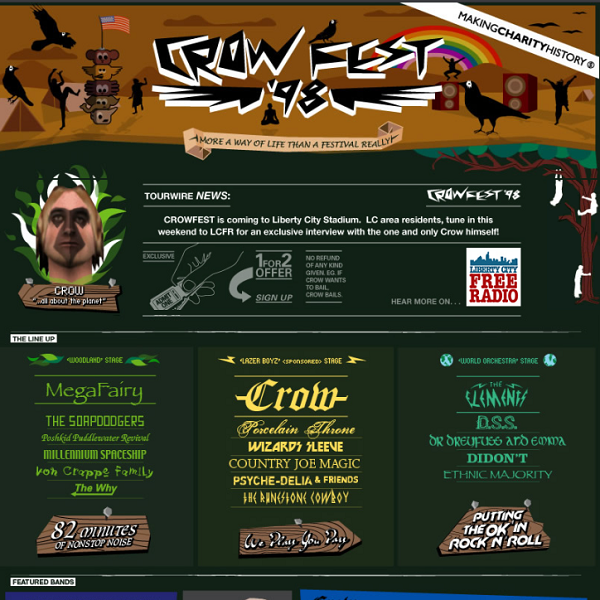 MAKINGCHARITYHISTORY®
CROW FEST
'98
MORE A WAY OF LIFE THAN A FESTIVAL REALLY!
TOURWIRE NEWS:
CROWFEST '98
CROWFEST is coming to Liberty City Stadium. LC area residents, tune in this
weekend to LCFR for an exclusive interview with the one and only Crow himself!
CROW
"...all about the planet"
EXCLUSIVE
ADMIT ONE
1FOR2
OFFER
SIGN UP
NO REFUND
OF ANY KIND
GIVEN. EG. IF
CROW WANTS
TO BAIL,
CROW BAILS.
HEAR MORE ON. . .
LIBERTY CITY
FREE
RADIO
THE LINE UP
"WOODLAND" STAGE
MegaFairy
THE SOAPDODGERS
Poshkid Puddlewater Revival
MILLENNIUM SPACESHIP
Von Crapps Family
The Why
82 minutes
OF NONSTOP NOISE
"LAZER BOYZ" <SPONSORED> STAGE
Crow
Porcelain Throne
WIZARDS SLEEVE
COUNTRY JOE MAGIC
PSYCHE-DELIA & FRIENDS
THE RUNESTONE COWBOY
We Play You Pay
"WORLD ORCHESTRA" STAGE
THE
ELEMENTS
D.S.S.
DR DREYFUSS AND EMMA
DIDON'T
ETHNIC MAJORITY
PUTTING
THE OK IN
ROCK'N'ROLL
FEATURED BANDS